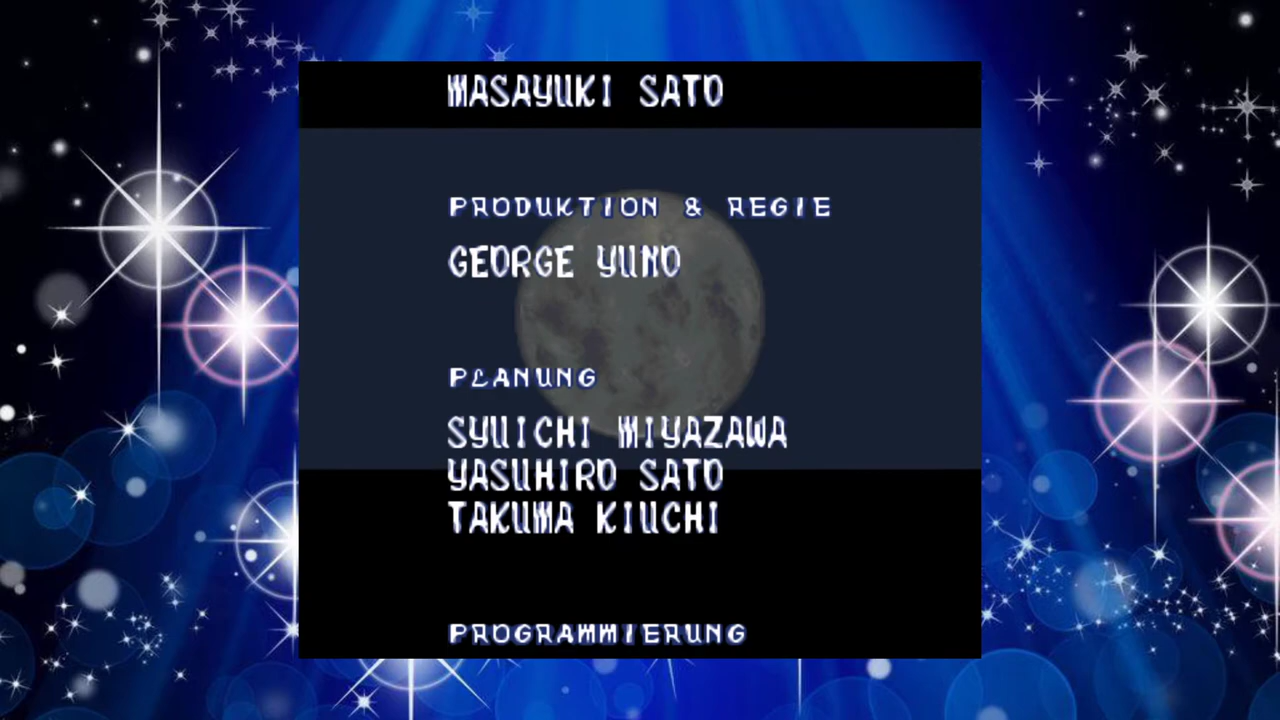 MASAYUKI SATO
PRODUKTION & REGIE
GEORGE YUNO
PLANUNG
SYUICHI MIYAZAWA
YASUHIRO SATO
TAKUMA KIUCHI
PROGRAMMIERUNG